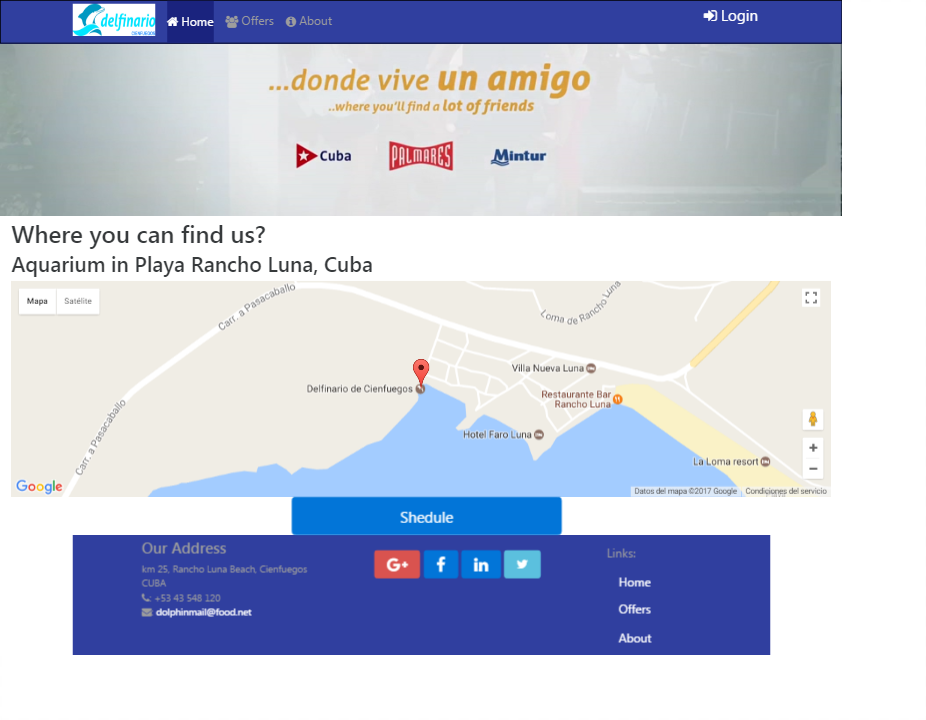 delfinario
CIENFUEGOS
Home
Offers
About
Login
...donde vive un amigo
..where you'll find a lot of friends
Cuba
PALMARES
Mintur
Where you can find us?
Aquarium in Playa Rancho Luna, Cuba
Mapa
Satélite
Carr. a Pasacaballo
Loma de Rancho Luna
Villa Nueva Luna
Delfinario de Cienfuegos
Restaurante Bar
Rancho Luna
Carr. a Pasacaballo
Hotel Faro Luna
La Loma resort
Google
Datos del mapa ©2017 Google
Condiciones del servicio
Shedule
Our Address
km 25, Rancho Luna Beach, Cienfuegos
CUBA
: +53 43 548 120
: dolphinmail@food.net
G+
f
in
Links:
Home
Offers
About